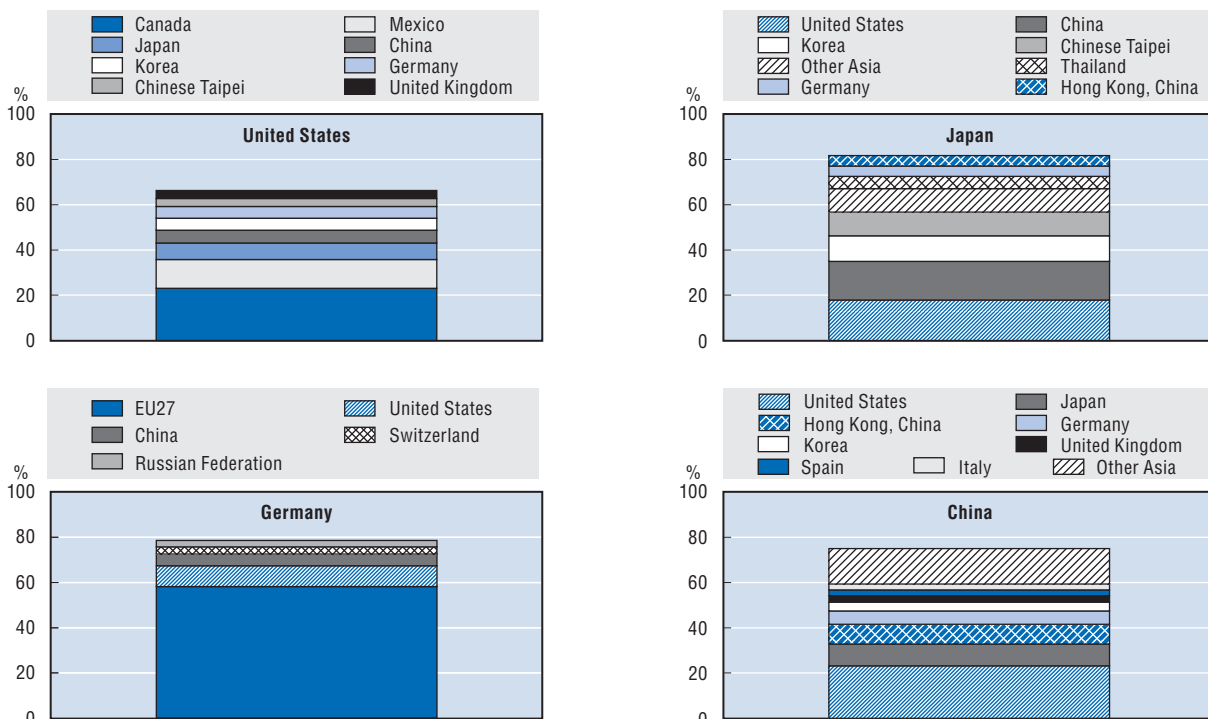 Canada Mexico
Japan China
Korea Germany
Chinese Taipei United Kingdom
%
100
United States
80
60
40
20
0
United States China
Korea Chinese Taipei
Other Asia Thailand
Germany Hong Kong, China
%
100
Japan
80
60
40
20
0
EU27 United States
China Switzerland
Russian Federation
%
100
Germany
80
60
40
20
0
United States Japan
Hong Kong, China Germany
Korea United Kingdom
Spain Italy Other Asia
%
100
China
80
60
40
20
0